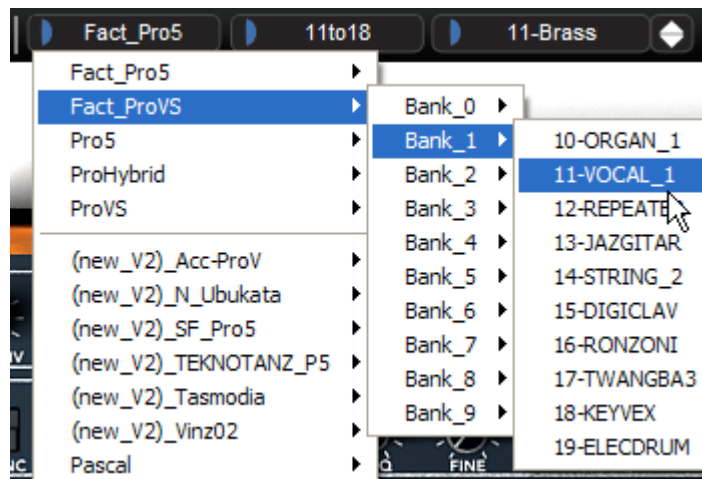 Fact_Pro5 11to18 11-Brass
Fact_Pro5
Fact_ProVS
Pro5
ProHybrid
ProVS
(new_V2)_Acc-ProV
(new_V2)_N_Ubukata
(new_V2)_SF_Pro5
(new_V2)_TEKNOTANZ_P5
(new_V2)_Tasmodia
(new_V2)_Vinz02
Pascal
Bank_0
Bank_1
Bank_2
Bank_3
Bank_4
Bank_5
Bank_6
Bank_7
Bank_8
Bank_9
10-ORGAN_1
11-VOCAL_1
12-REPEATE
13-JAZGITAR
14-STRING_2
15-DIGICLAV
16-RONZONI
17-TWANGBA3
18-KEYVEX
19-ELECDRUM
FINE